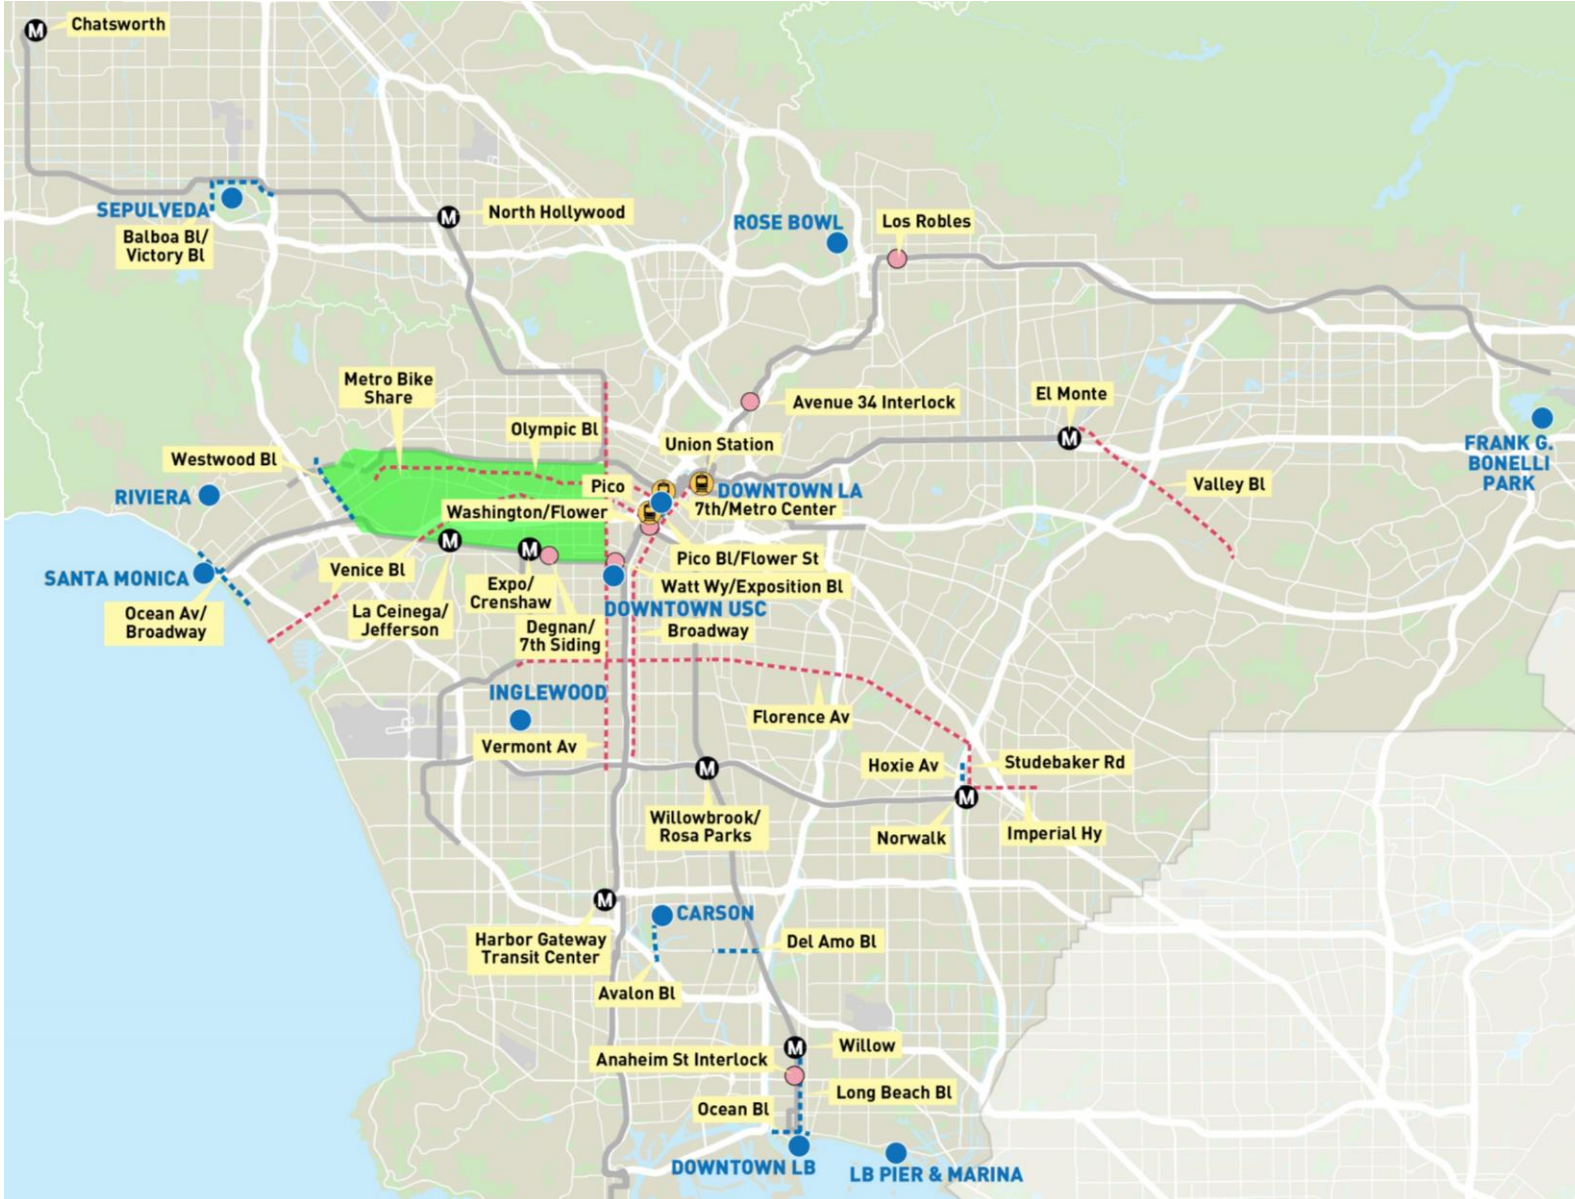 M Chatsworth
M North Hollywood
SEPULVEDA
Balboa Bl/
Victory Bl
ROSE BOWL
Los Robles
Metro Bike
Share
Olympic Bl
Avenue 34 Interlock
El Monte
M
Union Station
Westwood Bl
RIVIERA
Pico
DOWNTOWN LA
7th/Metro Center
Washington/Flower
Valley Bl
FRANK G.
BONELLI
PARK
M
M
Pico Bl/Flower St
Venice Bl
SANTA MONICA
Ocean Av/
Broadway
La Ceinega/
Jefferson
Expo/
Crenshaw
Degnan/
7th Siding
Watt Wy/Exposition Bl
DOWNTOWN USC
Broadway
INGLEWOOD
Florence Av
Vermont Av
M
Willowbrook/
Rosa Parks
Hoxie Av
Studebaker Rd
M
Norwalk
Imperial Hy
M
Harbor Gateway
Transit Center
CARSON
Del Amo Bl
Avalon Bl
M Willow
Anaheim St Interlock
Long Beach Bl
Ocean Bl
DOWNTOWN LB
LB PIER & MARINA